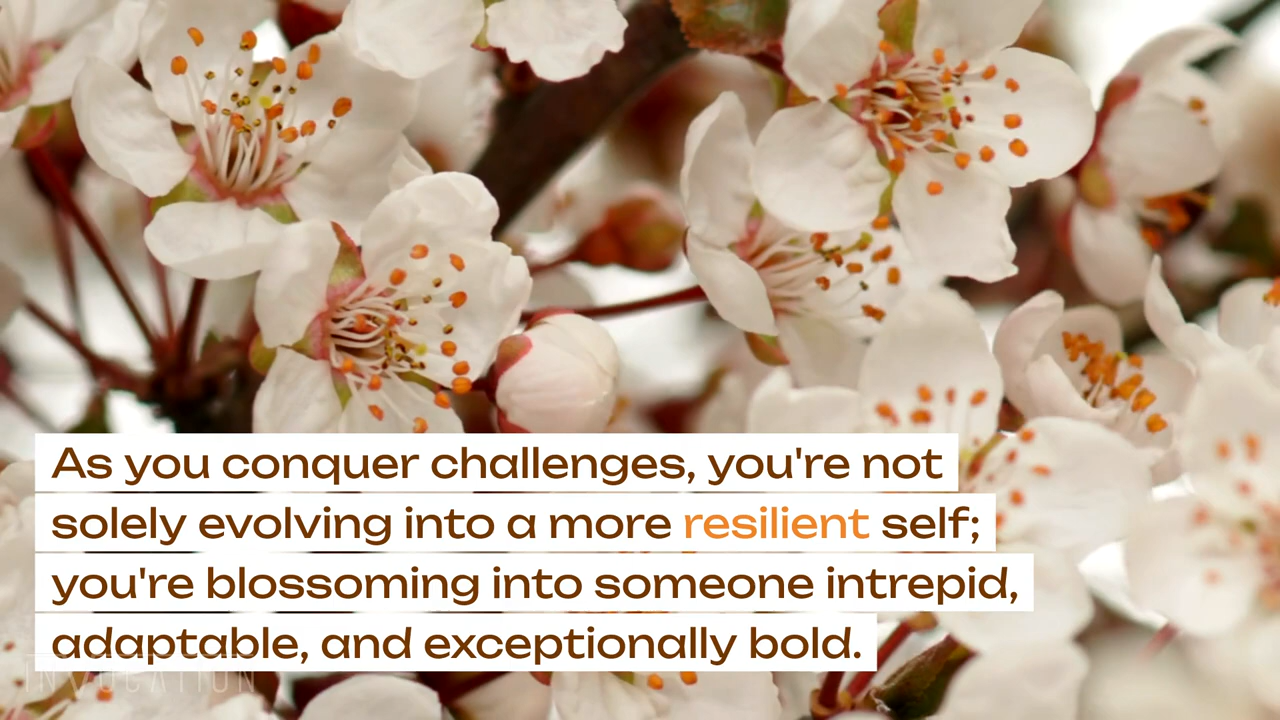 As you conquer challenges, you're not
solely evolving into a more resilient self;
you're blossoming into someone intrepid,
adaptable, and exceptionally bold.
INVOCATION